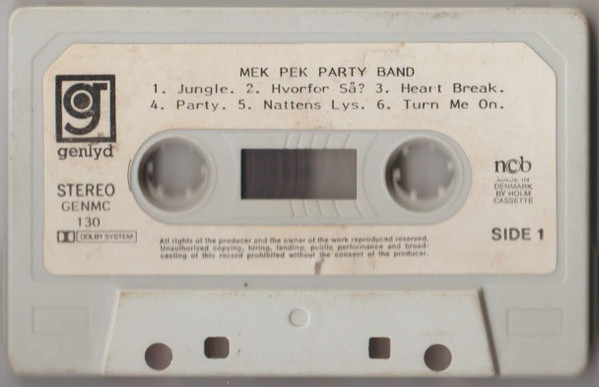 MEK PEK PARTY BAND
1. Jungle. 2. Hvorfor Så? 3. Heart Break.
4. Party. 5. Nattens Lys. 6. Turn Me On.
g
genlyd
STEREO
GENMC
130
DOLBY SYSTEM
ncb
MADE IN
DENMARK
BY HOLM
CASSETTE
SIDE 1
All rights of the producer and the owner of the work reproduced reserved.
Unauthorized copying, hiring, lending, public performance and broad-
casting of this record prohibited without the consent of the producer.